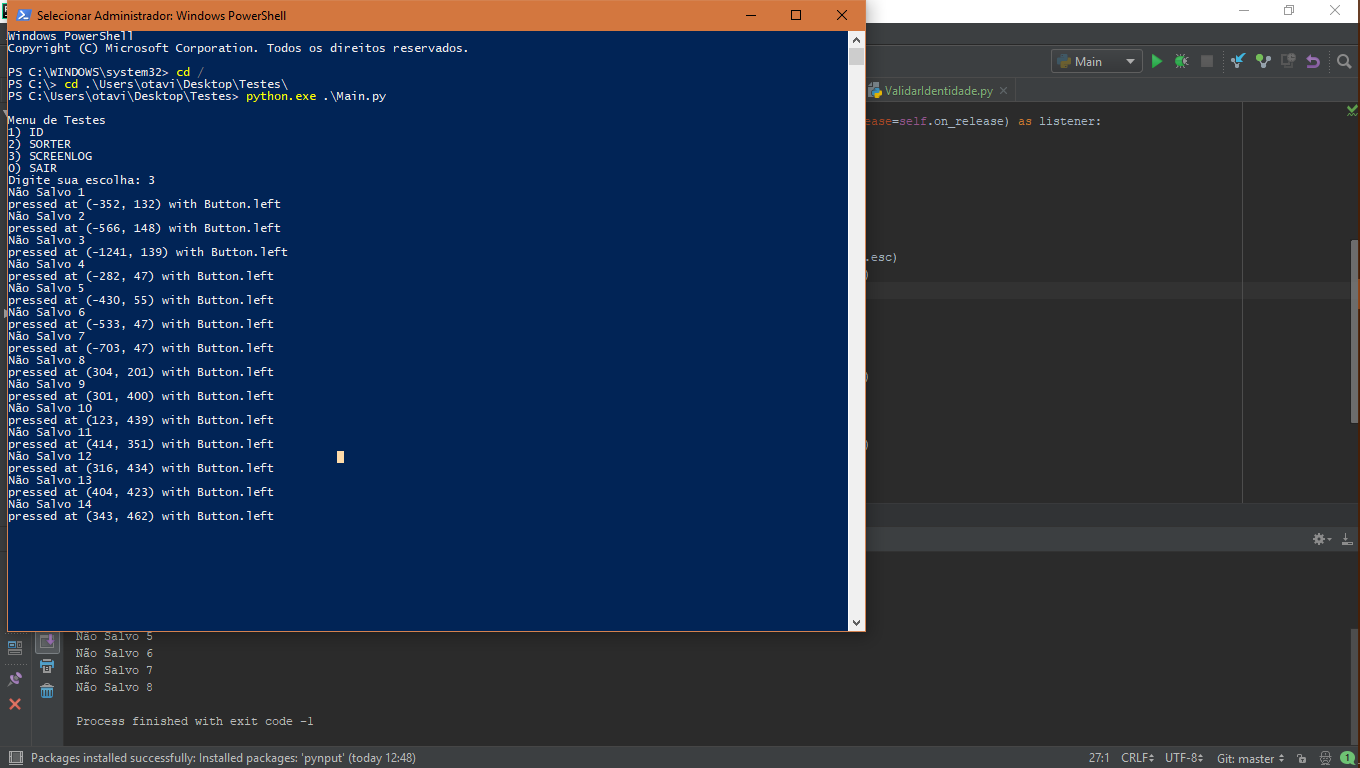 Selecionar Administrador: Windows PowerShell
Windows PowerShell
Copyright (C) Microsoft Corporation. Todos os direitos reservados.
PS C:\WINDOWS\system32> cd /
PS C:\> cd .\Users\otavi\Desktop\Testes\
PS C:\Users\otavi\Desktop\Testes> python.exe .\Main.py
Menu de Testes
1) ID
2) SORTER
3) SCREENLOG
0) SAIR
Digite sua escolha: 3
Não Salvo 1
pressed at (-352, 132) with Button.left
Não Salvo 2
pressed at (-566, 148) with Button.left
Não Salvo 3
pressed at (-1241, 139) with Button.left
Não Salvo 4
pressed at (-282, 47) with Button.left
Não Salvo 5
pressed at (-430, 55) with Button.left
Não Salvo 6
pressed at (-533, 47) with Button.left
Não Salvo 7
pressed at (-703, 47) with Button.left
Não Salvo 8
pressed at (304, 201) with Button.left
Não Salvo 9
pressed at (301, 400) with Button.left
Não Salvo 10
pressed at (123, 439) with Button.left
Não Salvo 11
pressed at (414, 351) with Button.left
Não Salvo 12
pressed at (316, 434) with Button.left
Não Salvo 13
pressed at (404, 423) with Button.left
Não Salvo 14
pressed at (343, 462) with Button.left
Main
ValidarIdentidade.py
ease=self.on_release) as listener:
.esc)
)
)
)
Não Salvo 5
Não Salvo 6
Não Salvo 7
Não Salvo 8
Process finished with exit code -1
Packages installed successfully: Installed packages: 'pynput' (today 12:48)
27:1 CRLF UTF-8 Git: master 1